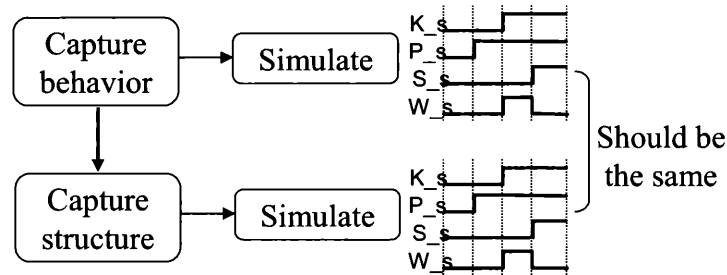 Capture
behavior
Simulate
K_s
P_s
S_s
W_s
Should be
the same
Capture
structure
Simulate
K_s
P_s
S_s
W_s